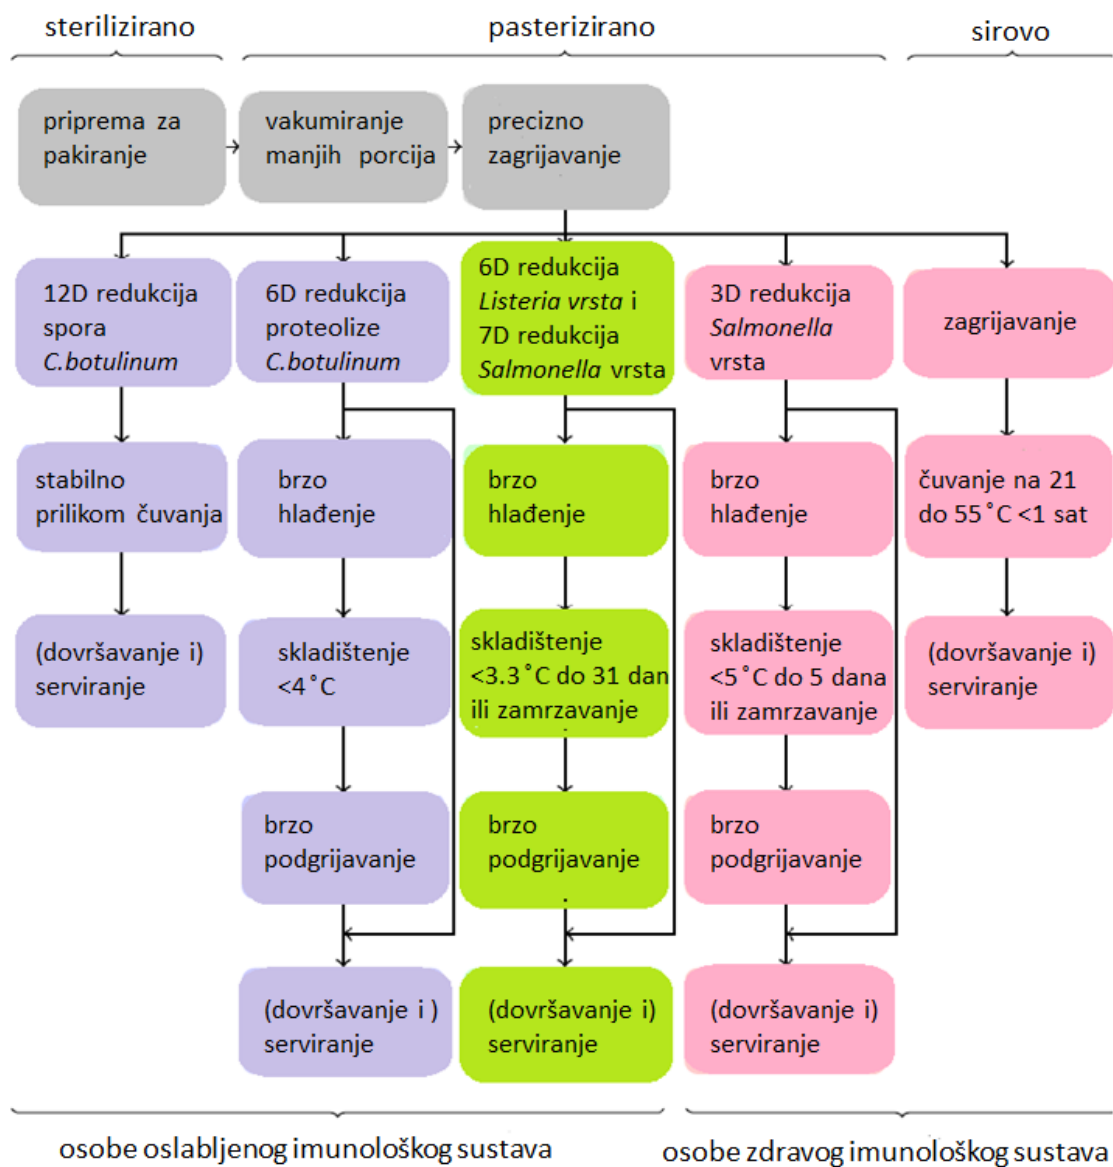 sterilizirano
pasterizirano
sirovo
priprema za
pakiranje
vakumiranje
manjih porcija
precizno
zagrijavanje
12D redukcija
spora
C.botulinum
6D redukcija
proteolize
C.botulinum
6D redukcija
Listeria vrsta i
7D redukcija
Salmonella vrsta
3D redukcija
Salmonella
vrsta
zagrijavanje
stabilno
prilikom čuvanja
brzo
hlađenje
brzo
hlađenje
brzo
hlađenje
čuvanje na 21
do 55˚C <1 sat
(dovršavanje i)
serviranje
skladištenje
<4˚C
skladištenje
<3.3˚C do 31 dan
ili zamrzavanje
skladištenje
<5˚C do 5 dana
ili zamrzavanje
(dovršavanje i)
serviranje
brzo
podgrijavanje
brzo
podgrijavanje
brzo
podgrijavanje
(dovršavanje i )
serviranje
(dovršavanje i)
serviranje
(dovršavanje i)
serviranje
osobe oslabljenog imunološkog sustava
osobe zdravog imunološkog sustava